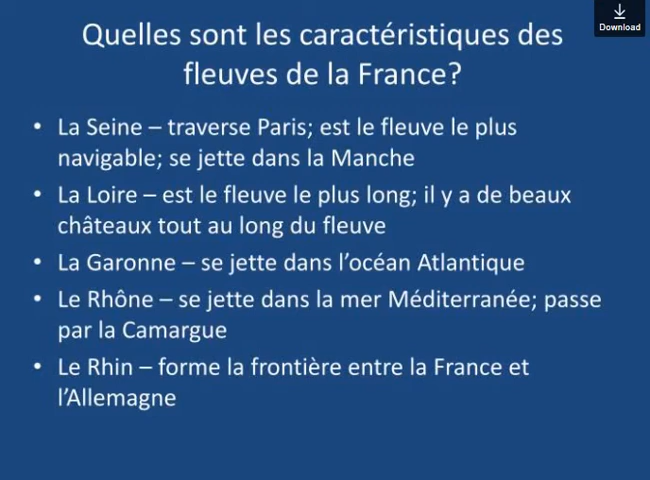 Download
Quelles sont les caractéristiques des
fleuves de la France?
• La Seine – traverse Paris; est le fleuve le plus
navigable; se jette dans la Manche
• La Loire – est le fleuve le plus long; il y a de beaux
châteaux tout au long du fleuve
• La Garonne – se jette dans l’océan Atlantique
• Le Rhône – se jette dans la mer Méditerranée; passe
par la Camargue
• Le Rhin – forme la frontière entre la France et
l’Allemagne